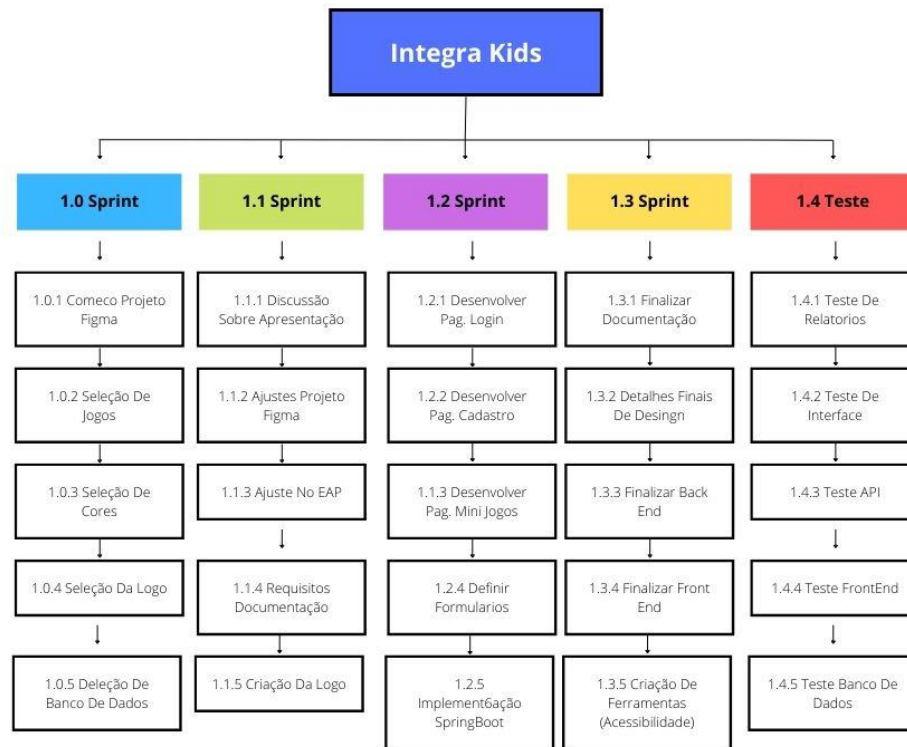 Integra Kids
1.0 Sprint
1.1 Sprint
1.2 Sprint
1.3 Sprint
1.4 Teste
1.0.1 Comeco Projeto
Figma
1.1.1 Discussão
Sobre Apresentação
1.2.1 Desenvolver
Pag. Login
1.3.1 Finalizar
Documentação
1.4.1 Teste De
Relatorios
1.0.2 Seleção De
Jogos
1.1.2 Ajustes Projeto
Figma
1.2.2 Desenvolver
Pag. Cadastro
1.3.2 Detalhes Finais
De Desingn
1.4.2 Teste De
Interface
1.0.3 Seleção De
Cores
1.1.3 Ajuste No EAP
1.1.3 Desenvolver
Pag. Mini Jogos
1.3.3 Finalizar Back
End
1.4.3 Teste API
1.0.4 Seleção Da Logo
1.1.4 Requisitos
Documentação
1.2.4 Definir
Formularios
1.3.4 Finalizar Front
End
1.4.4 Teste FrontEnd
1.0.5 Deleção De
Banco De Dados
1.1.5 Criação Da Logo
1.2.5
Implement6ação
SpringBoot
1.3.5 Criação De
Ferramentas
(Acessibilidade)
1.4.5 Teste Banco De
Dados